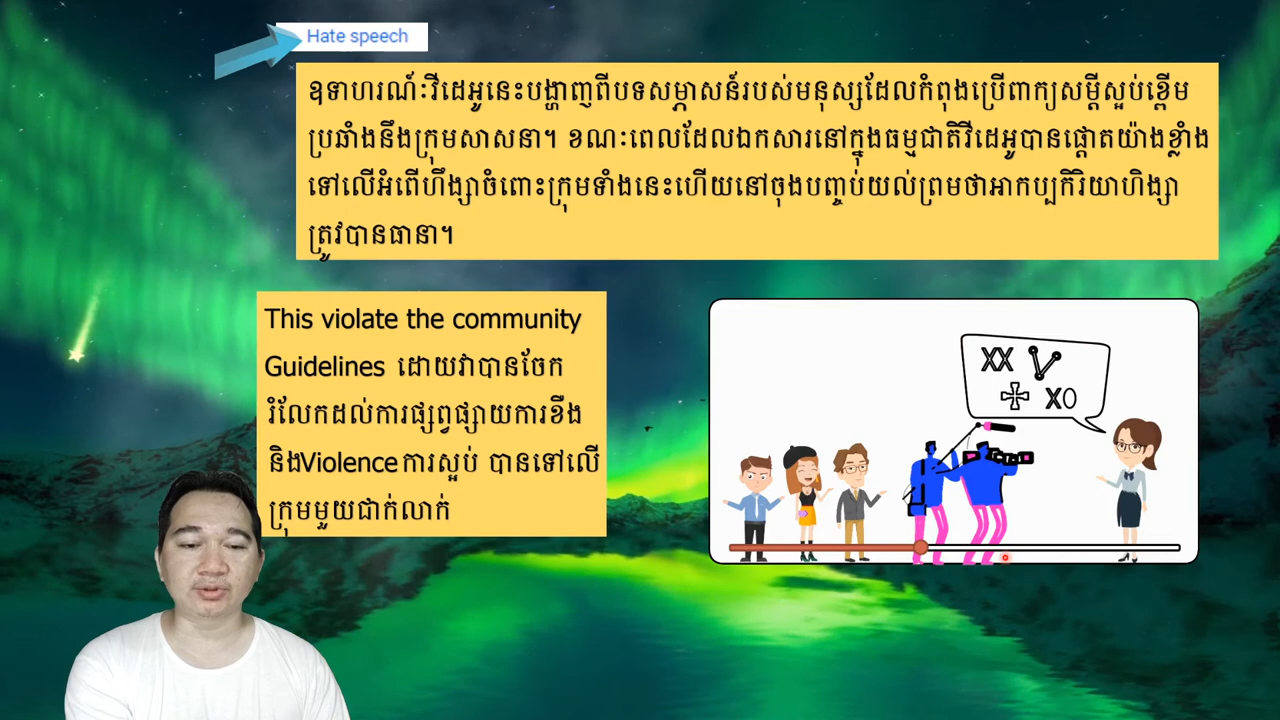 Hate speech
ឧទាហរណ៍ៈវីដេអូនេះបង្ហាញពីបទសម្ភាសន៍របស់មនុស្សដែលកំពុងប្រើពាក្យសម្ដីស្អប់ខ្ពើម
ប្រឆាំងនឹងក្រុមសាសនា។ ខណៈពេលដែលឯកសារនៅក្នុងធម្មជាតិវីដេអូបានផ្ដោតយ៉ាងខ្លាំង
ទៅលើអំពើហឹង្សាចំពោះក្រុមទាំងនេះហើយនៅចុងបញ្ចប់យល់ព្រមថាអាកប្បកិរិយាហិង្សា
ត្រូវបានធានា។
This violate the community
Guidelines ដោយវាបានចែក
រំលែកដល់ការផ្សព្វផ្សាយការខឹង
និងViolenceការស្អប់ បានទៅលើ
ក្រុមមួយជាក់លាក់
XX V
XO